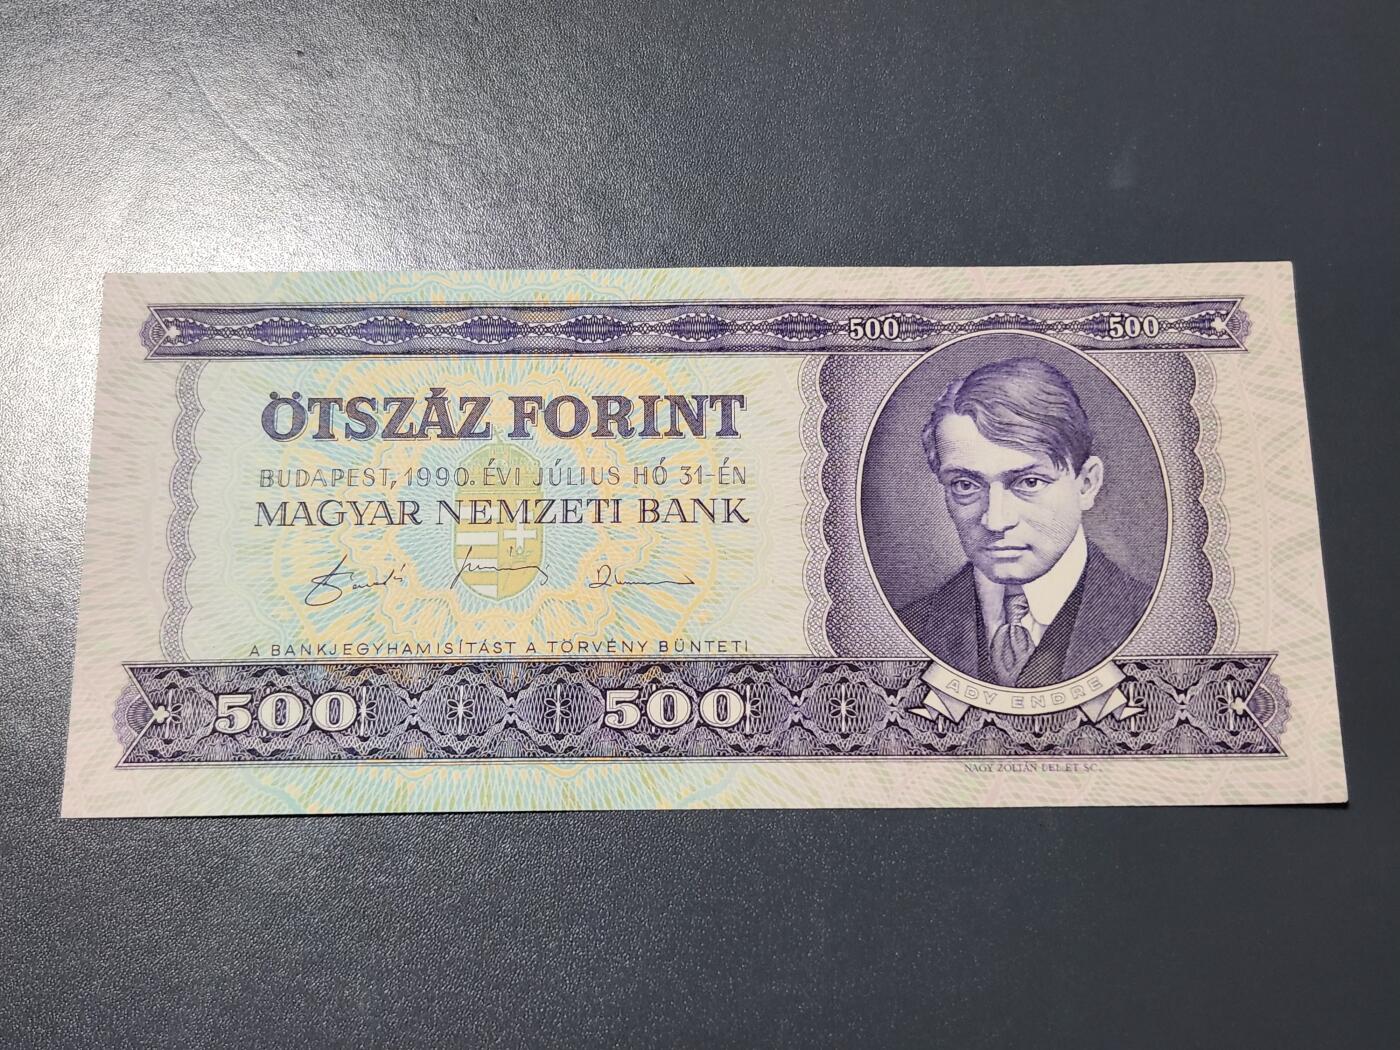 500 500
ÖTSZÁZ FORINT
BUDAPEST, 1990. ÉVI JÚLIUS HÓ 31-ÉN
MAGYAR NEMZETI BANK
A BANKJEGYHAMISÍTÁST A TÖRVÉNY BÜNTETI
500 500
ADY ENDRE
NAGY ZOLTÁN DEL ET SC.